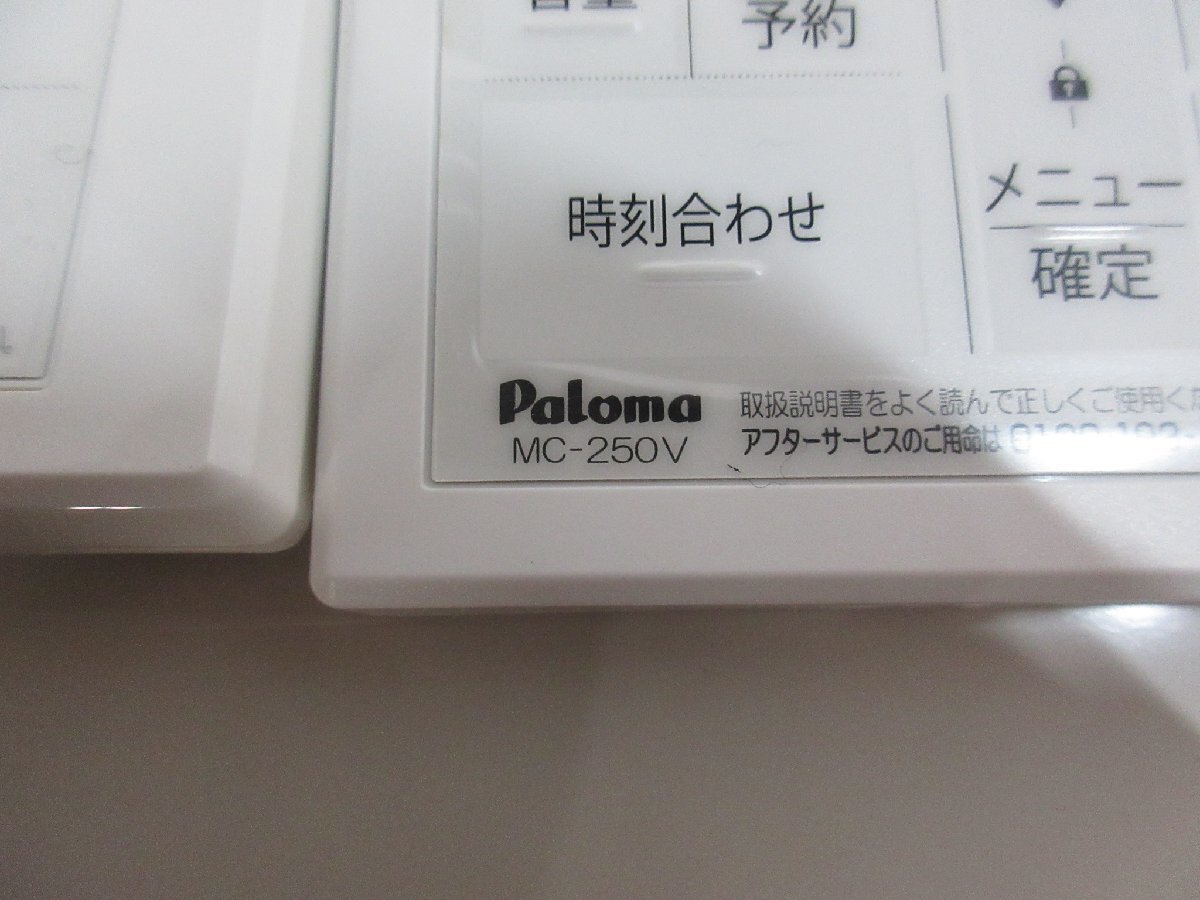 予約
時刻合わせ
メニュー
確定
Paloma
MC-250V
取扱説明書をよく読んで正しくご使用くだ
アフターサービスのご用命は